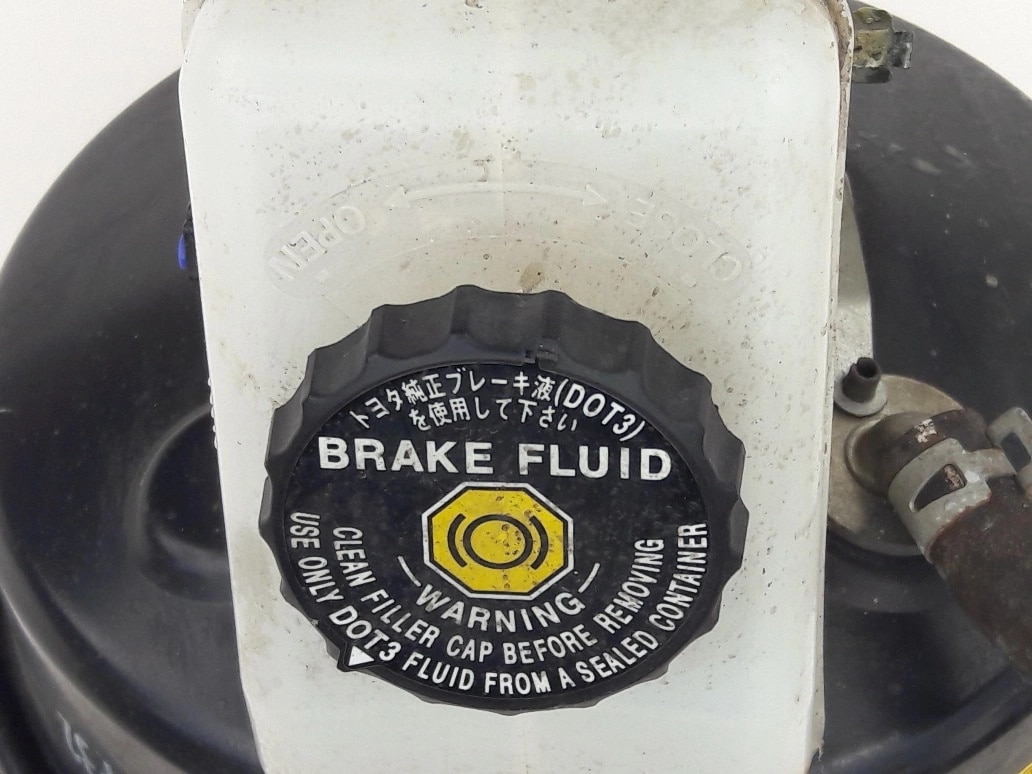 OPEN
CLOSE
トヨタ純正ブレーキ液(DOT3)
を使用して下さい
BRAKE FLUID
WARNING
CLEAN FILLER CAP BEFORE REMOVING
USE ONLY DOT3 FLUID FROM A SEALED CONTAINER